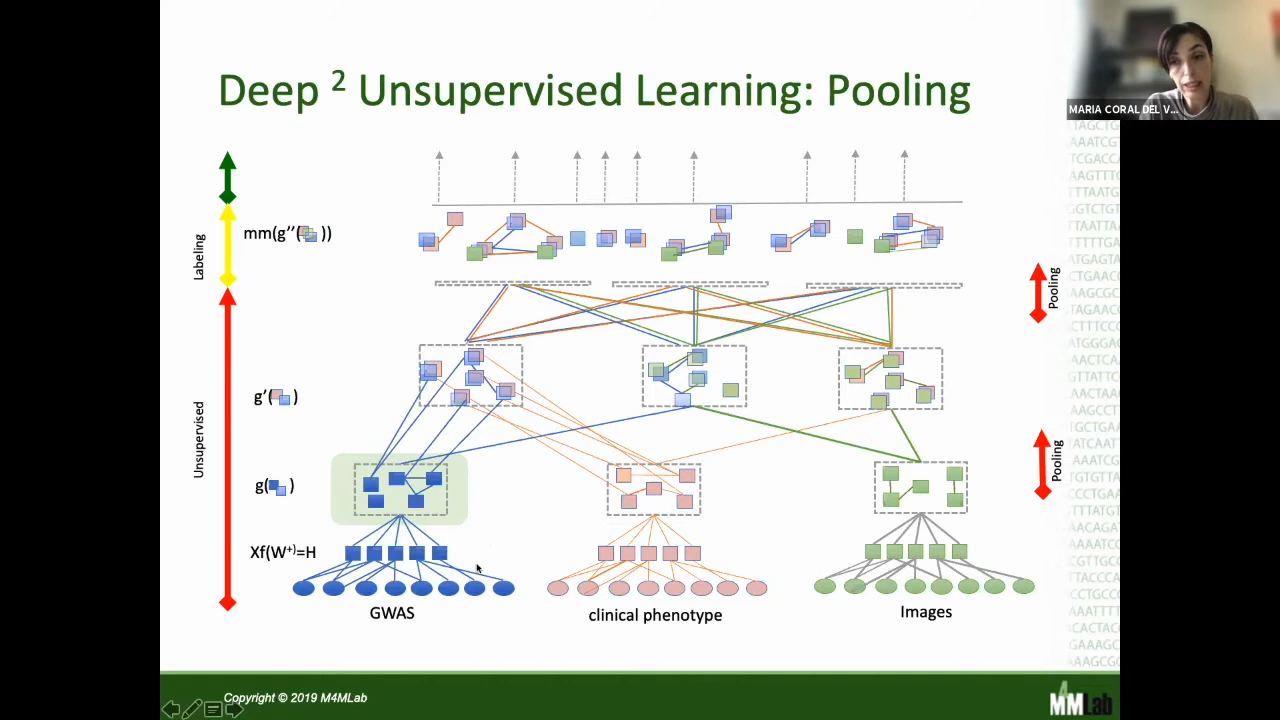 Deep ² Unsupervised Learning: Pooling
MARIA CORAL DEL V...
mm(g’’( ))
Labeling
Pooling
g’( )
Unsupervised
Pooling
g( )
Xf(W⁺)=H
GWAS
clinical phenotype
Images
Copyright © 2019 M4MLab
M4MLab